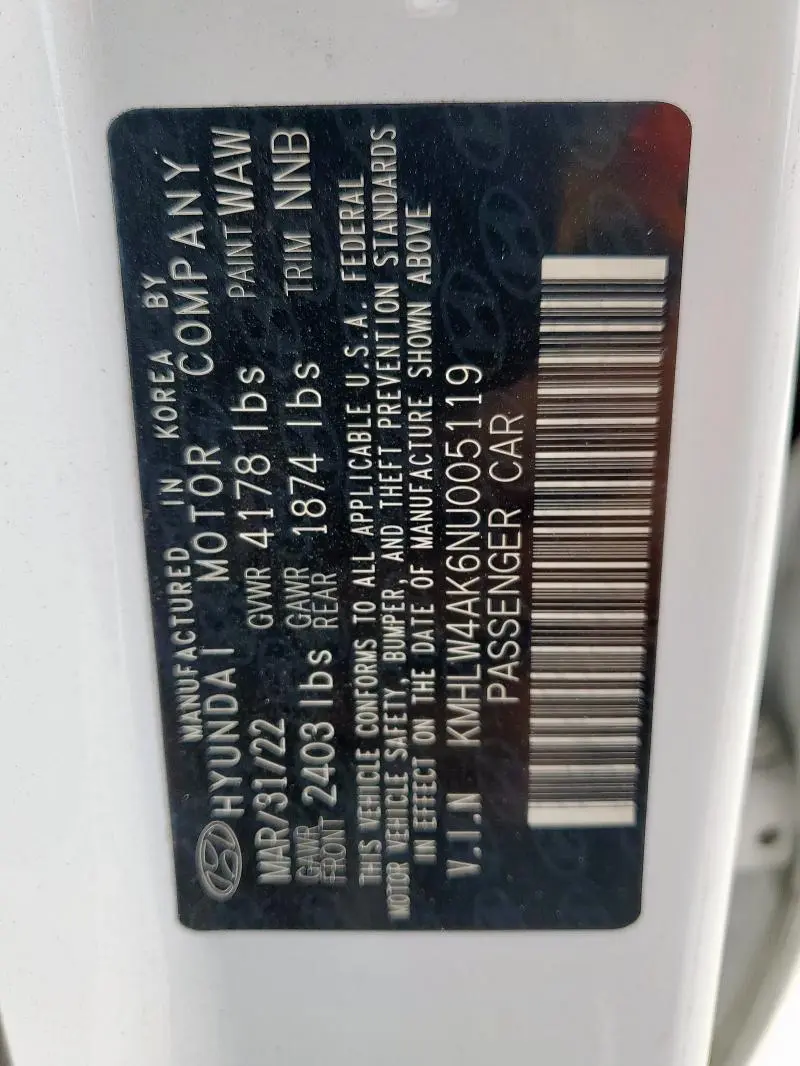 MANUFACTURED IN KOREA BY
HYUNDAI MOTOR COMPANY
MAR/31/22 GVWR 4178 lbs PAINT WAW
GAWR FRONT 2403 lbs GAWR REAR 1874 lbs TRIM NNB
THIS VEHICLE CONFORMS TO ALL APPLICABLE U.S.A. FEDERAL
MOTOR VEHICLE SAFETY, BUMPER, AND THEFT PREVENTION STANDARDS
IN EFFECT ON THE DATE OF MANUFACTURE SHOWN ABOVE
V.I.N KMHLW4AK6NU005119
PASSENGER CAR